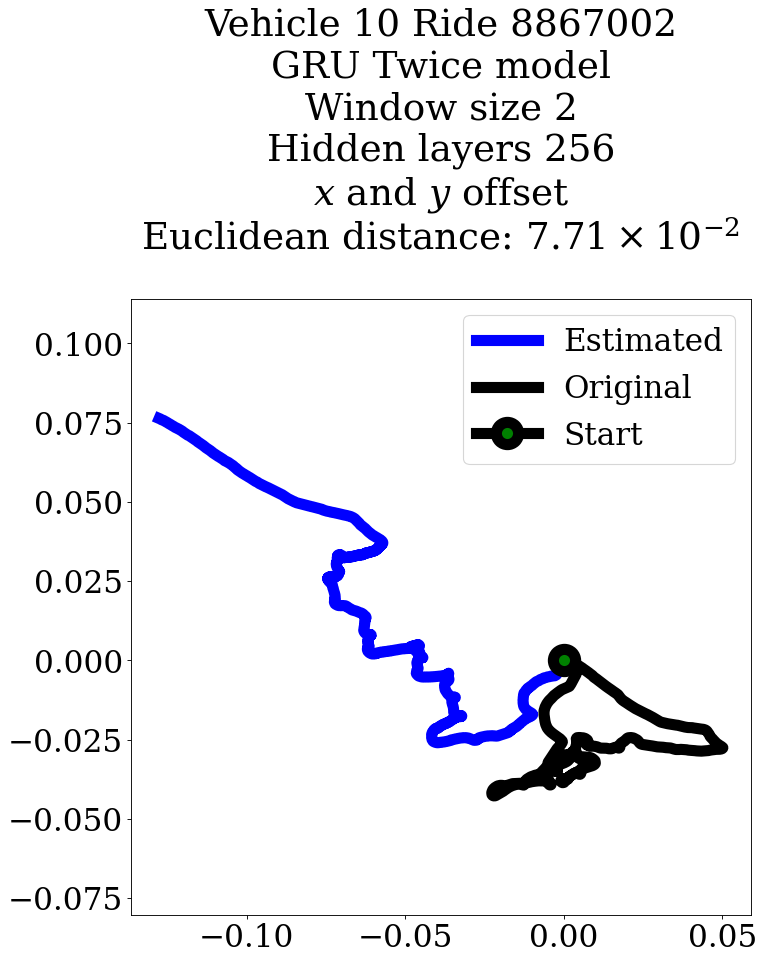 Vehicle 10 Ride 8867002
GRU Twice model
Window size 2
Hidden layers 256
x and y offset
Euclidean distance: 7.71 × 10⁻²
Estimated
Original
Start
0.100
0.075
0.050
0.025
0.000
−0.025
−0.050
−0.075
−0.10 −0.05 0.00 0.05